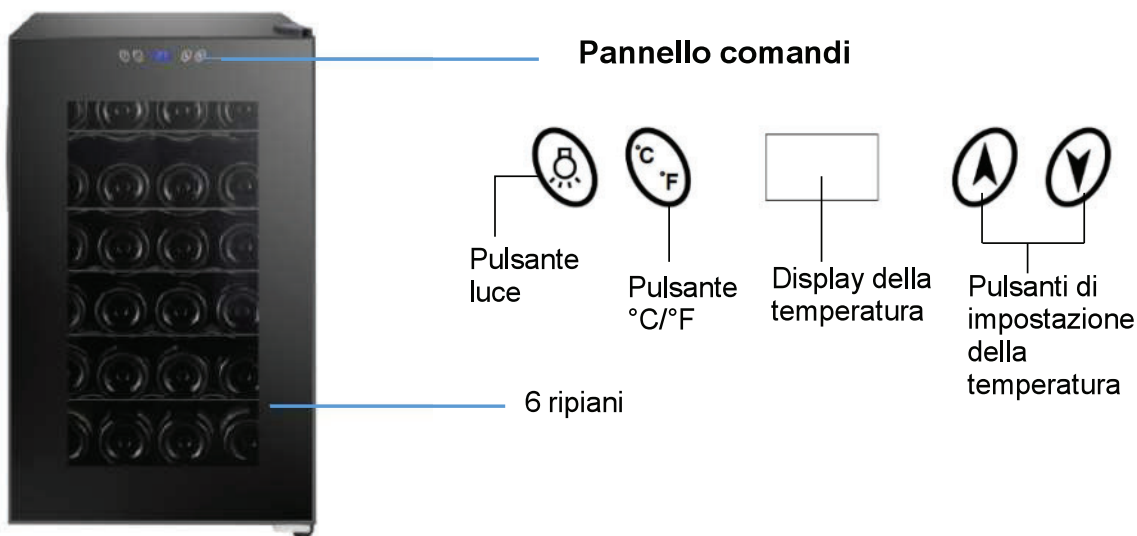 Pannello comandi
°C
°F
Pulsante
luce
Pulsante
°C/°F
Display della
temperatura
Pulsanti di
impostazione
della
temperatura
6 ripiani